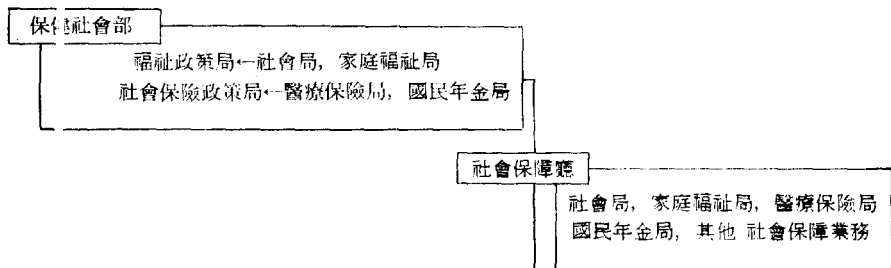 保健社會部
福祉政策局←社會局, 家庭福祉局
社會保險政策局←醫療保險局, 國民年金局
社會保障廳
社會局, 家庭福祉局, 醫療保險局
國民年金局, 其他 社會保障業務